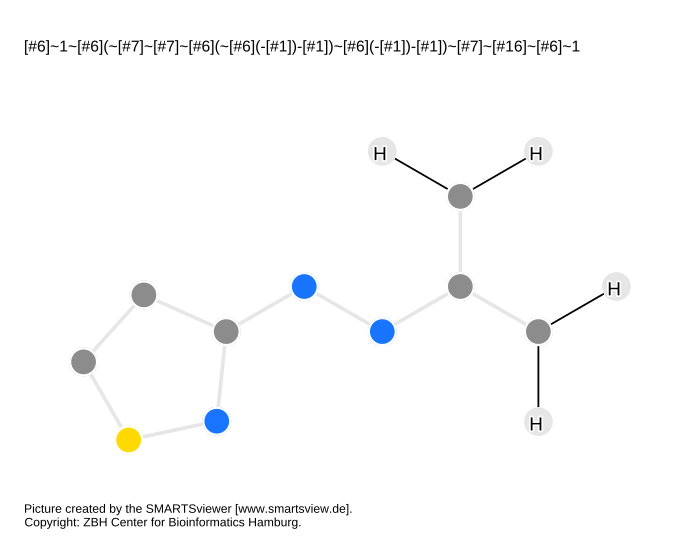 [#6]~1~[#6](~[#7]~[#7]~[#6](~[#6](-[#1])-[#1])~[#6](-[#1])-[#1])~[#7]~[#16]~[#6]~1
H
H
H
H
Picture created by the SMARTSviewer [www.smartsview.de].
Copyright: ZBH Center for Bioinformatics Hamburg.